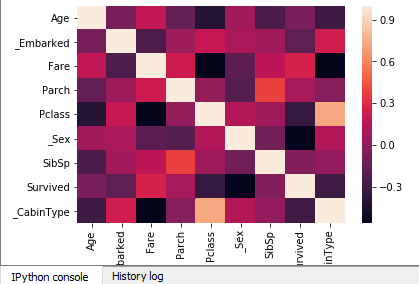 Age
_Embarked
Fare
Parch
Pclass
_Sex
SibSp
Survived
_CabinType
0.9
0.6
0.3
0.0
−0.3
Age
barked
Fare
Parch
Pclass
_Sex
SibSp
urvived
inType
IPython console
History log